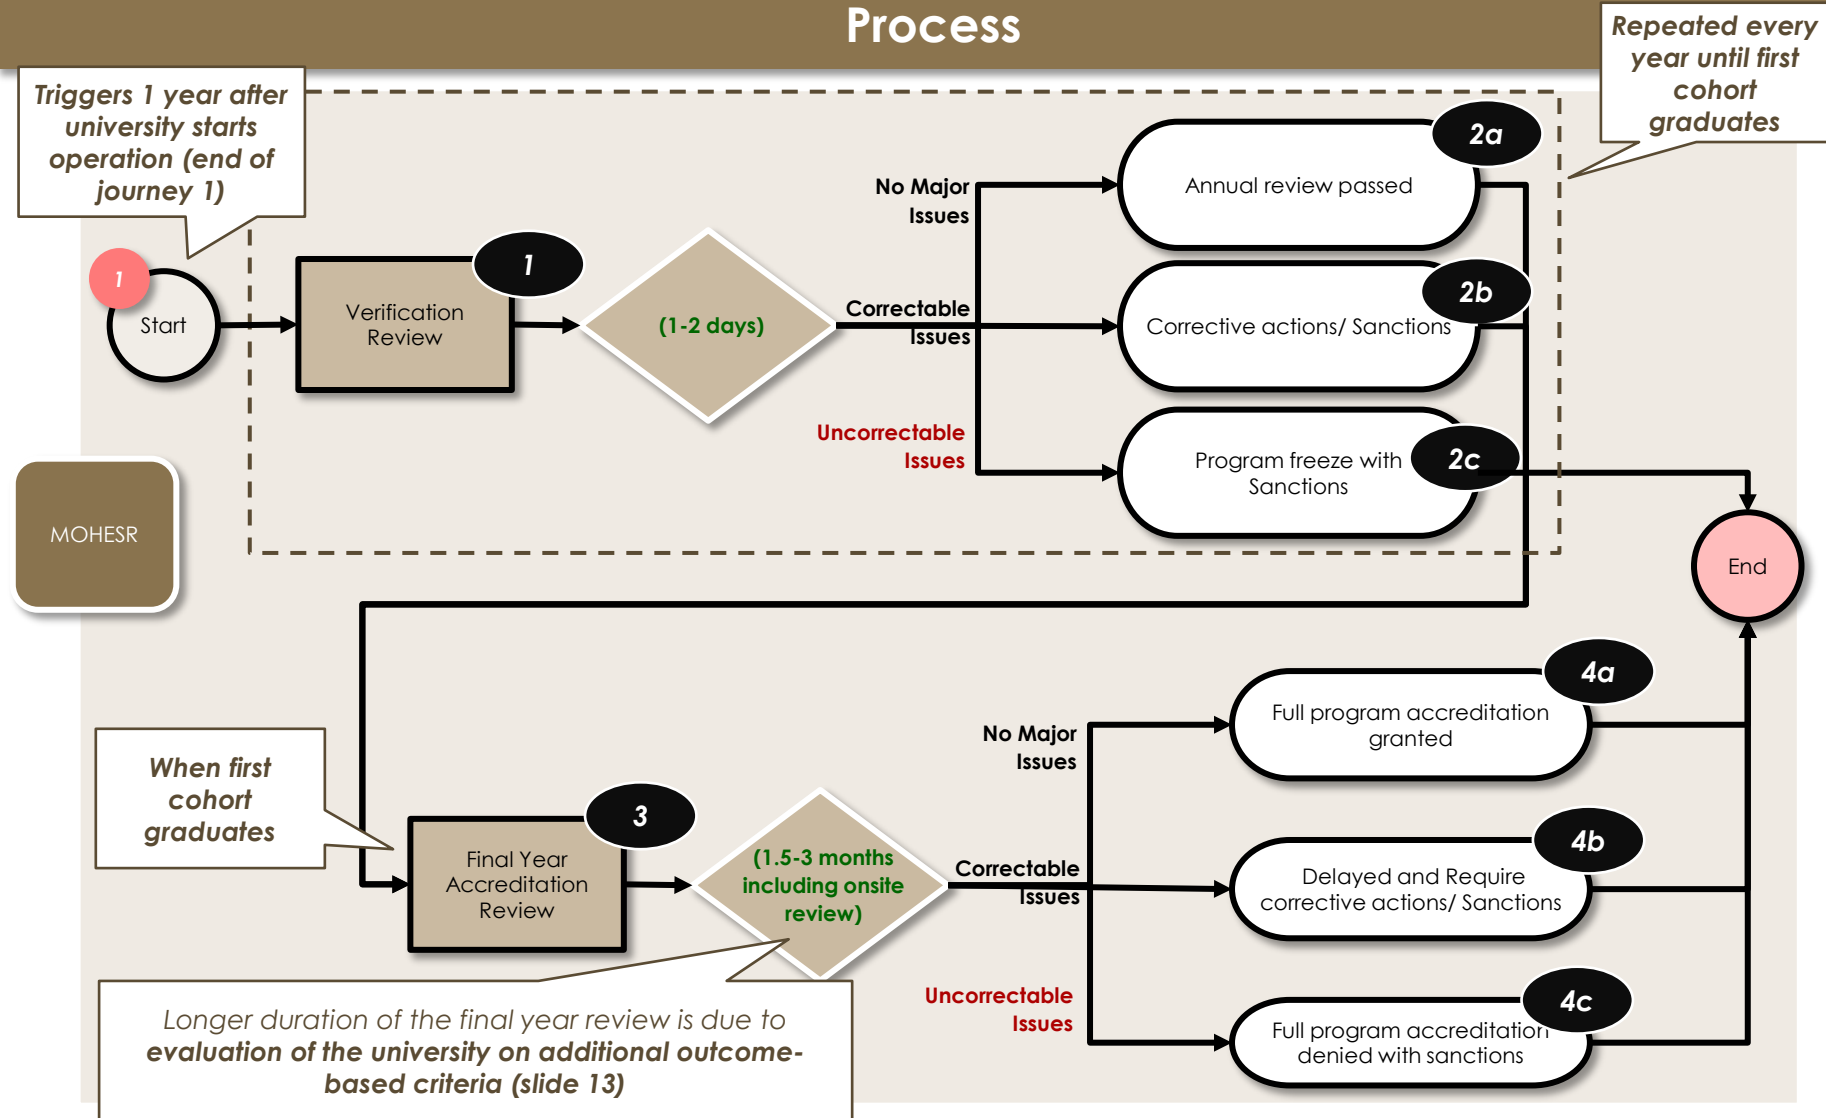 Process
Repeated every
year until first
cohort
graduates
Triggers 1 year after
university starts
operation (end of
journey 1)
2a
No Major
Issues
Annual review passed
1
1
Start
Verification
Review
(1-2 days)
Correctable
Issues
2b
Corrective actions/ Sanctions
Uncorrectable
Issues
2c
Program freeze with
Sanctions
MOHESR
End
4a
No Major
Issues
Full program accreditation
granted
When first
cohort
graduates
3
Final Year
Accreditation
Review
(1.5-3 months
including onsite
review)
Correctable
Issues
4b
Delayed and Require
corrective actions/ Sanctions
Uncorrectable
Issues
4c
Full program accreditation
denied with sanctions
Longer duration of the final year review is due to
evaluation of the university on additional outcome-
based criteria (slide 13)